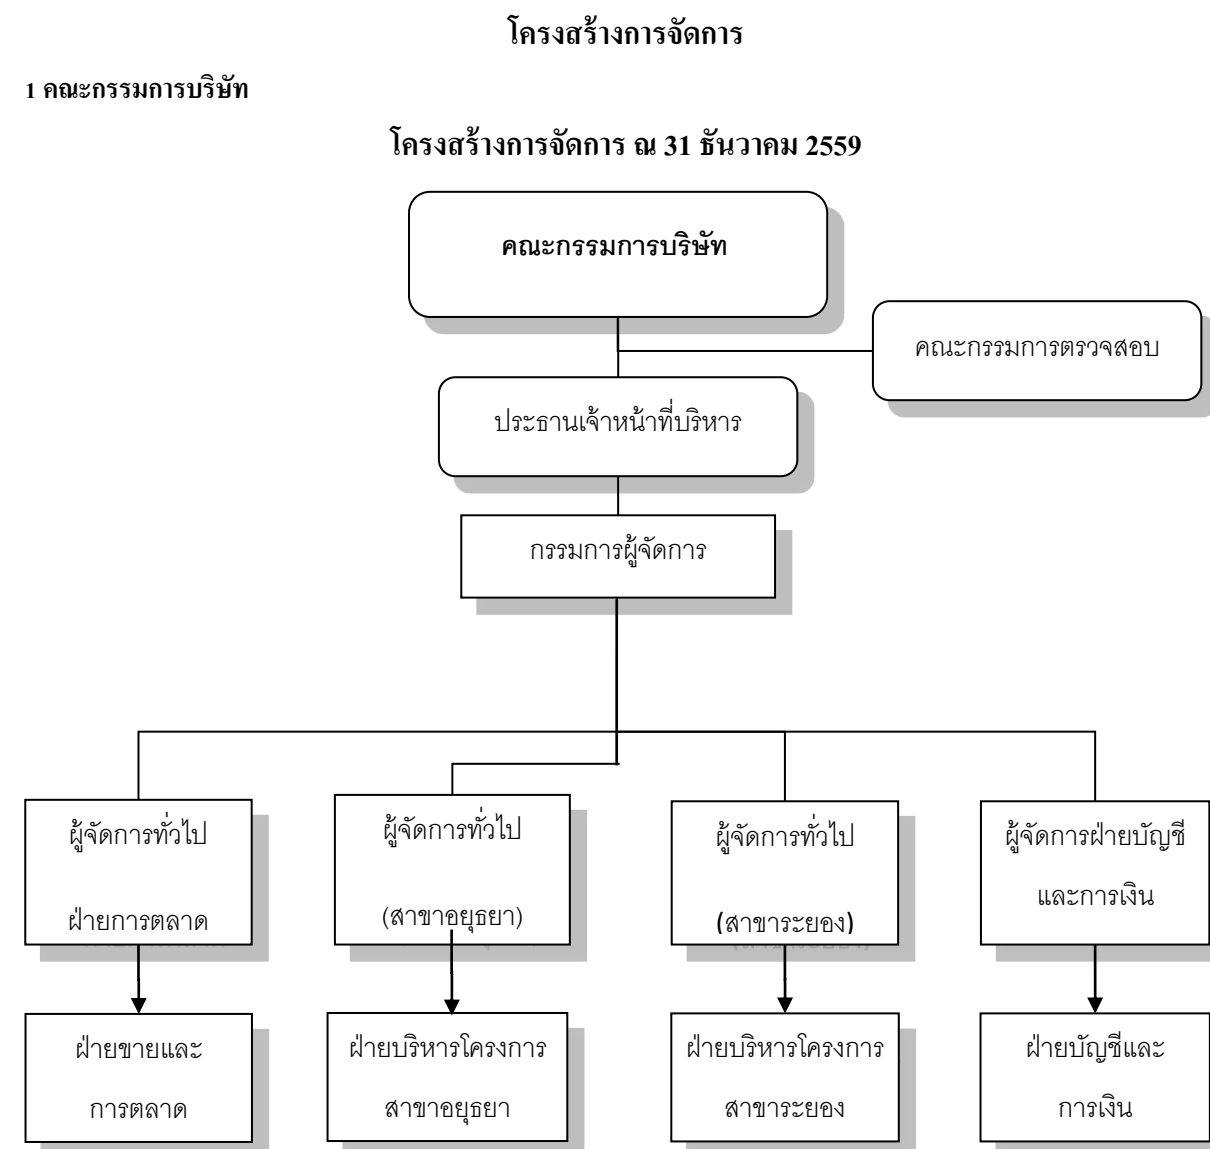 โครงสร้างการจัดการ
1 คณะกรรมการบริษัท
โครงสร้างการจัดการ ณ 31 ธันวาคม 2559
คณะกรรมการบริษัท
คณะกรรมการตรวจสอบ
ประธานเจ้าหน้าที่บริหาร
กรรมการผู้จัดการ
ผู้จัดการทั่วไป
ฝ่ายการตลาด
ผู้จัดการทั่วไป
(สาขาอยุธยา)
ผู้จัดการทั่วไป
(สาขาระยอง)
ผู้จัดการฝ่ายบัญชี
และการเงิน
ฝ่ายขายและ
การตลาด
ฝ่ายบริหารโครงการ
สาขาอยุธยา
ฝ่ายบริหารโครงการ
สาขาระยอง
ฝ่ายบัญชีและ
การเงิน